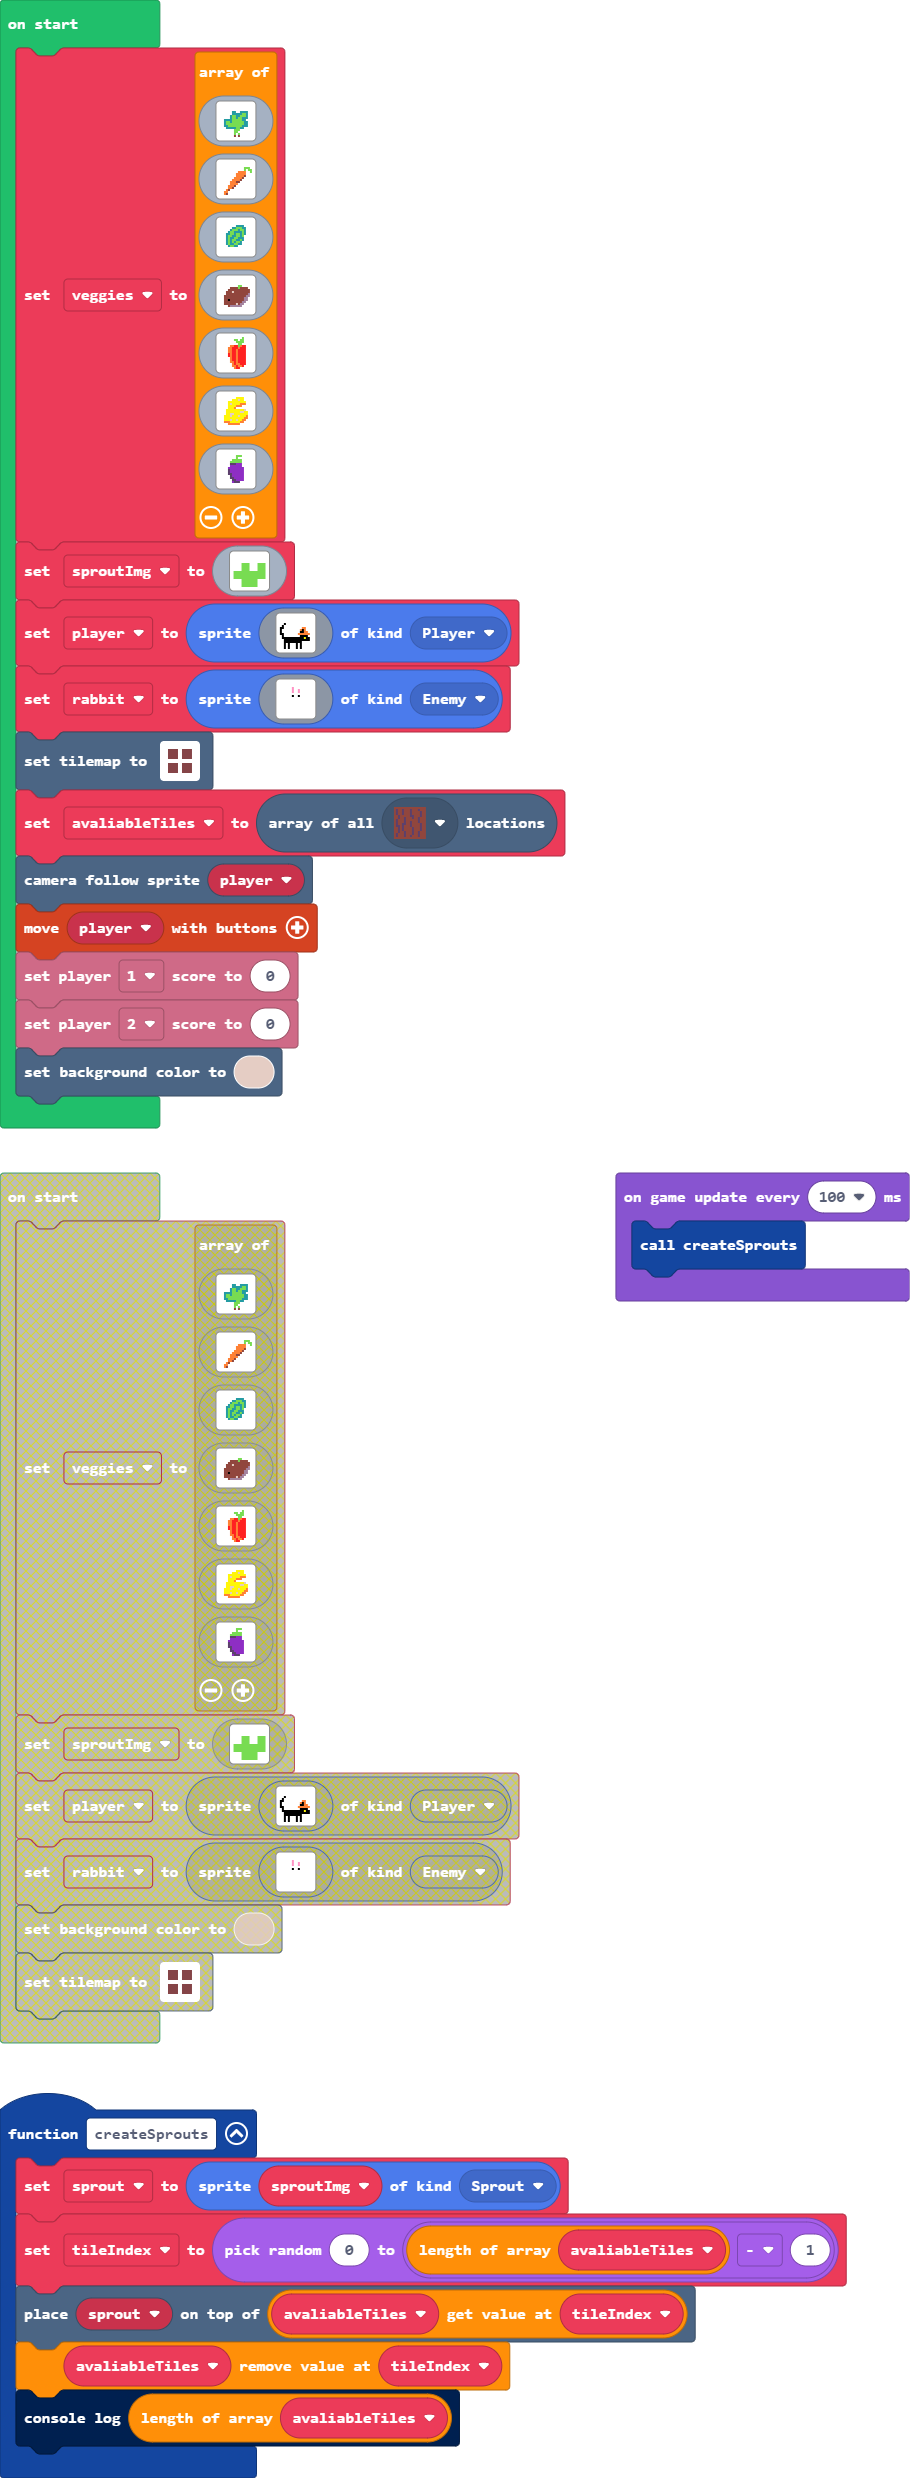 on start
array of
set veggies to
set sproutImg to
set player to sprite of kind Player
set rabbit to sprite of kind Enemy
set tilemap to
set avaliableTiles to array of all locations
camera follow sprite player
move player with buttons
set player 1 score to 0
set player 2 score to 0
set background color to
on start
array of
set veggies to
set sproutImg to
set player to sprite of kind Player
set rabbit to sprite of kind Enemy
set background color to
set tilemap to
on game update every 100 ms
call createSprouts
function createSprouts
set sprout to sprite sproutImg of kind Sprout
set tileIndex to pick random 0 to length of array avaliableTiles - 1
place sprout on top of avaliableTiles get value at tileIndex
avaliableTiles remove value at tileIndex
console log length of array avaliableTiles